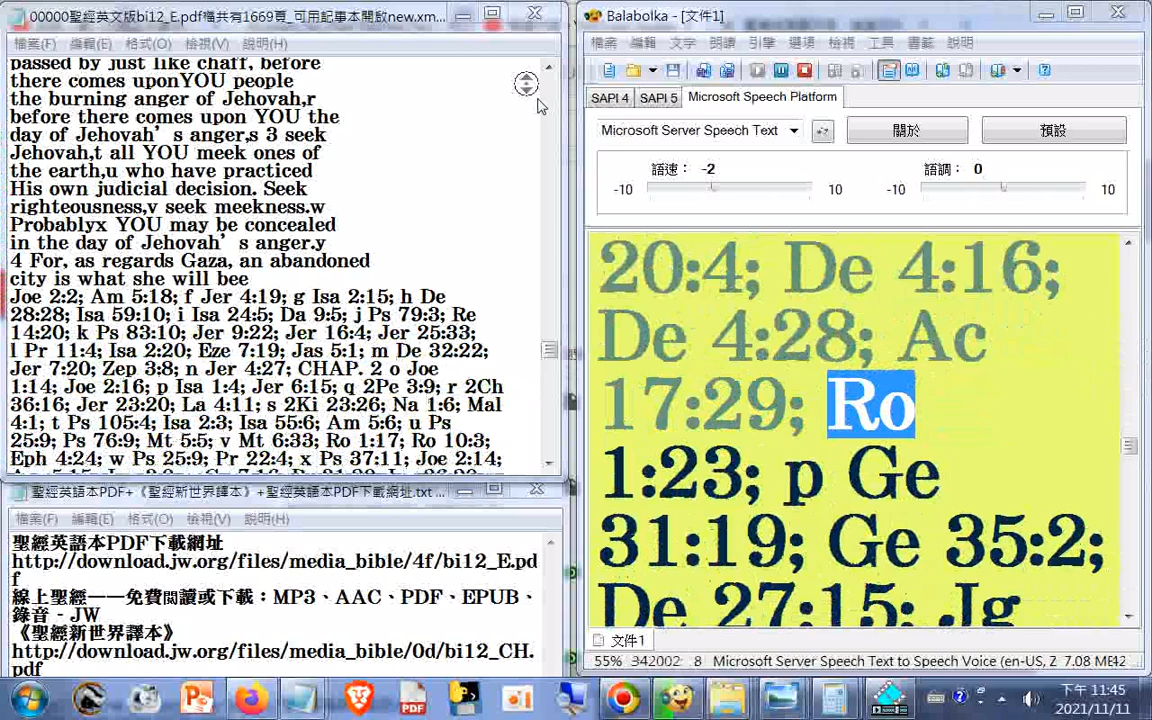 00000聖經英文版bi12_E.pdf檔共有1669頁_可用記事本開啟new.xm...
檔案(F) 編輯(E) 格式(O) 檢視(V) 說明(H)
passed by just like chaff, before
there comes uponYOU people
the burning anger of Jehovah,r
before there comes upon YOU the
day of Jehovah's anger,s 3 seek
Jehovah,t all YOU meek ones of
the earth,u who have practiced
His own judicial decision. Seek
righteousness,v seek meekness.w
Probablyx YOU may be concealed
in the day of Jehovah's anger.y
4 For, as regards Gaza, an abandoned
city is what she will bee
Joe 2:2; Am 5:18; f Jer 4:19; g Isa 2:15; h De
28:28; Isa 59:10; i Isa 24:5; Da 9:5; j Ps 79:3; Re
14:20; k Ps 83:10; Jer 9:22; Jer 16:4; Jer 25:33;
l Pr 11:4; Isa 2:20; Eze 7:19; Jas 5:1; m De 32:22;
Jer 7:20; Zep 3:8; n Jer 4:27; CHAP. 2 o Joe
1:14; Joe 2:16; p Isa 1:4; Jer 6:15; q 2Pe 3:9; r 2Ch
36:16; Jer 23:20; La 4:11; s 2Ki 23:26; Na 1:6; Mal
4:1; t Ps 105:4; Isa 2:3; Isa 55:6; Am 5:6; u Ps
25:9; Ps 76:9; Mt 5:5; v Mt 6:33; Ro 1:17; Ro 10:3;
Eph 4:24; w Ps 25:9; Pr 22:4; x Ps 37:11; Joe 2:14;
聖經英語本PDF+《聖經新世界譯本》+聖經英語本PDF下載網址.txt ...
檔案(F) 編輯(E) 格式(O) 檢視(V) 說明(H)
聖經英語本PDF下載網址
http://download.jw.org/files/media_bible/4f/bi12_E.pd
f
線上聖經——免費閱讀或下載：MP3、AAC、PDF、EPUB、
錄音 - JW
《聖經新世界譯本》
http://download.jw.org/files/media_bible/0d/bi12_CH.
pdf
Balabolka - [文件1]
檔案 編輯 文字 朗讀 引擎 選項 檢視 工具 書籤 說明
SAPI 4 SAPI 5 Microsoft Speech Platform
Microsoft Server Speech Text 關於 預設
語速： -2 語調： 0
-10 10 -10 10
20:4; De 4:16;
De 4:28; Ac
17:29; Ro
1:23; p Ge
31:19; Ge 35:2;
De 27:15; Jg
文件1
55% 342002: 8 Microsoft Server Speech Text to Speech Voice (en-US, Z 7.08 ME
下午 11:45
2021/11/11